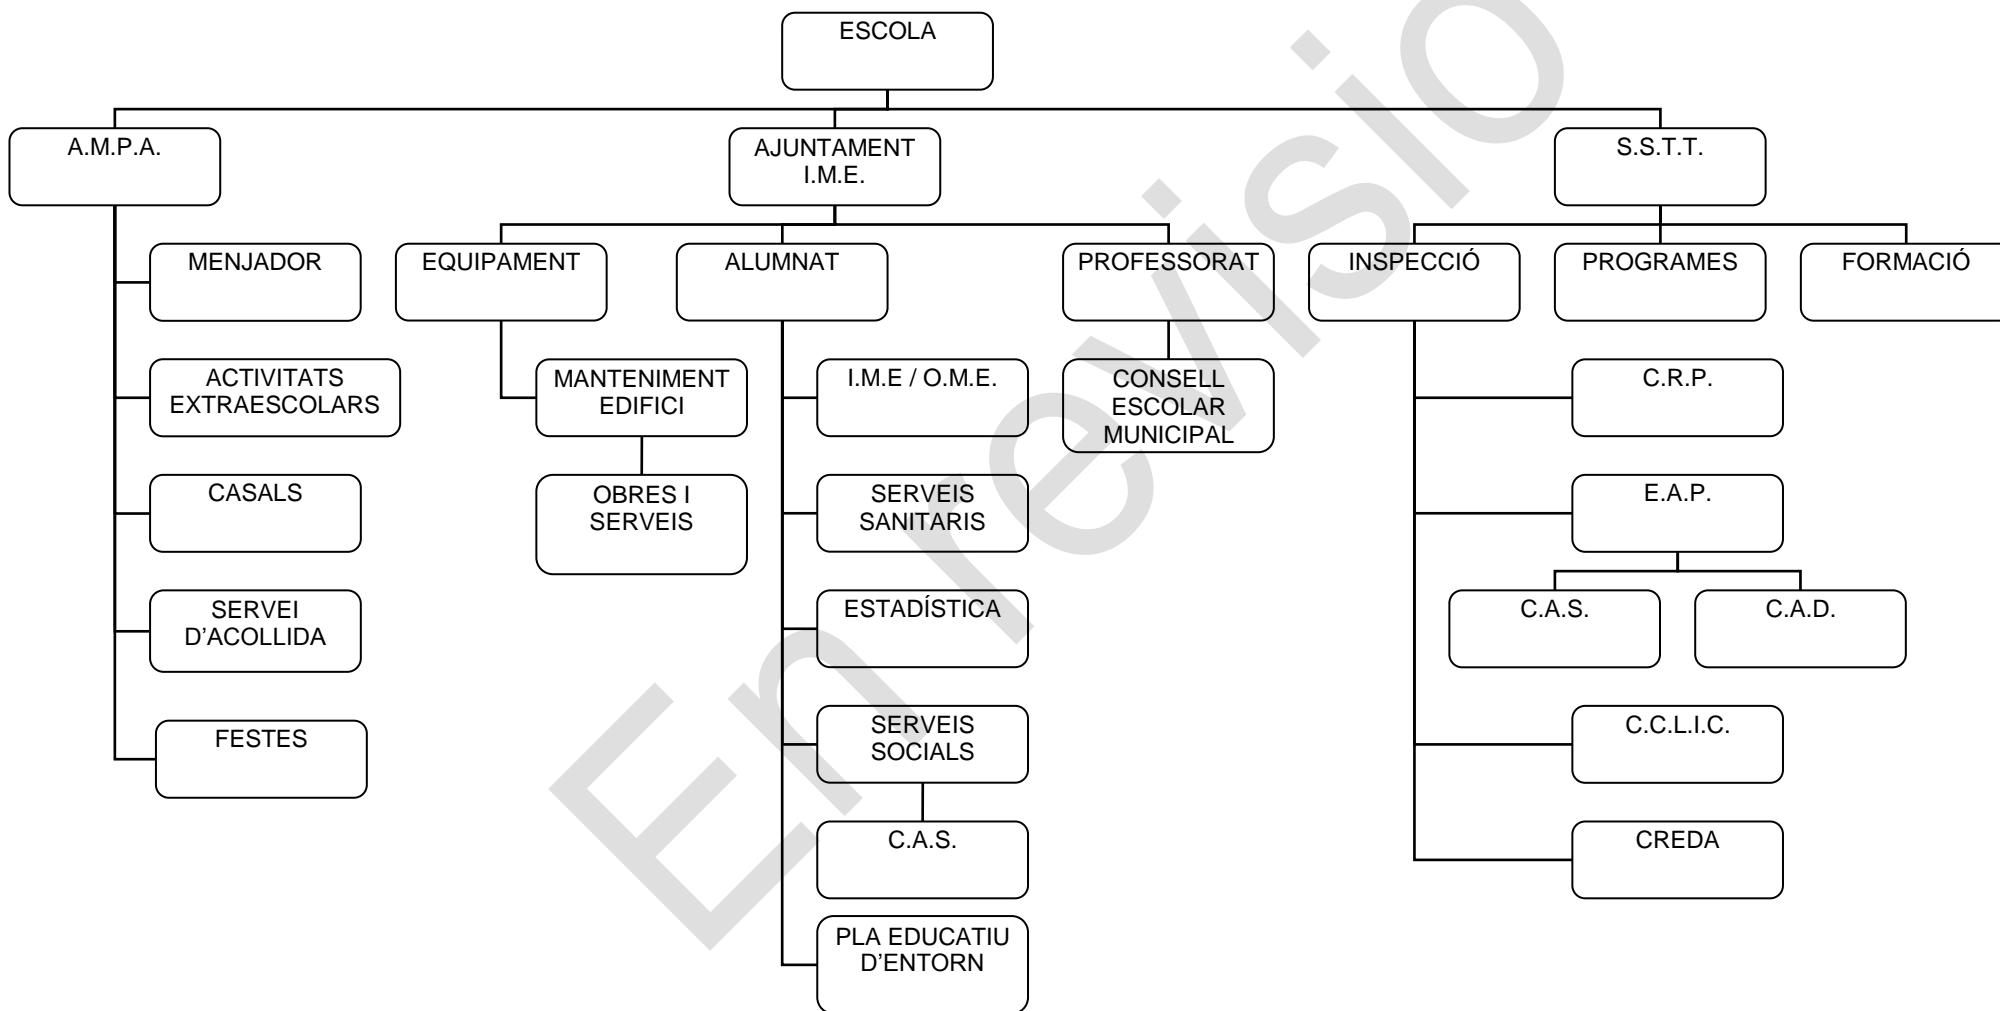 ESCOLA
A.M.P.A.
AJUNTAMENT
I.M.E.
S.S.T.T.
MENJADOR
EQUIPAMENT
ALUMNAT
PROFESSORAT
INSPECCIÓ
PROGRAMES
FORMACIÓ
ACTIVITATS
EXTRAESCOLARS
MANTENIMENT
EDIFICI
I.M.E / O.M.E.
CONSELL
ESCOLAR
MUNICIPAL
C.R.P.
CASALS
OBRES I
SERVEIS
SERVEIS
SANITARIS
E.A.P.
SERVEI
D’ACOLLIDA
ESTADÍSTICA
C.A.S.
C.A.D.
FESTES
SERVEIS
SOCIALS
C.C.L.I.C.
C.A.S.
CREDA
PLA EDUCATIU
D’ENTORN
En revisio